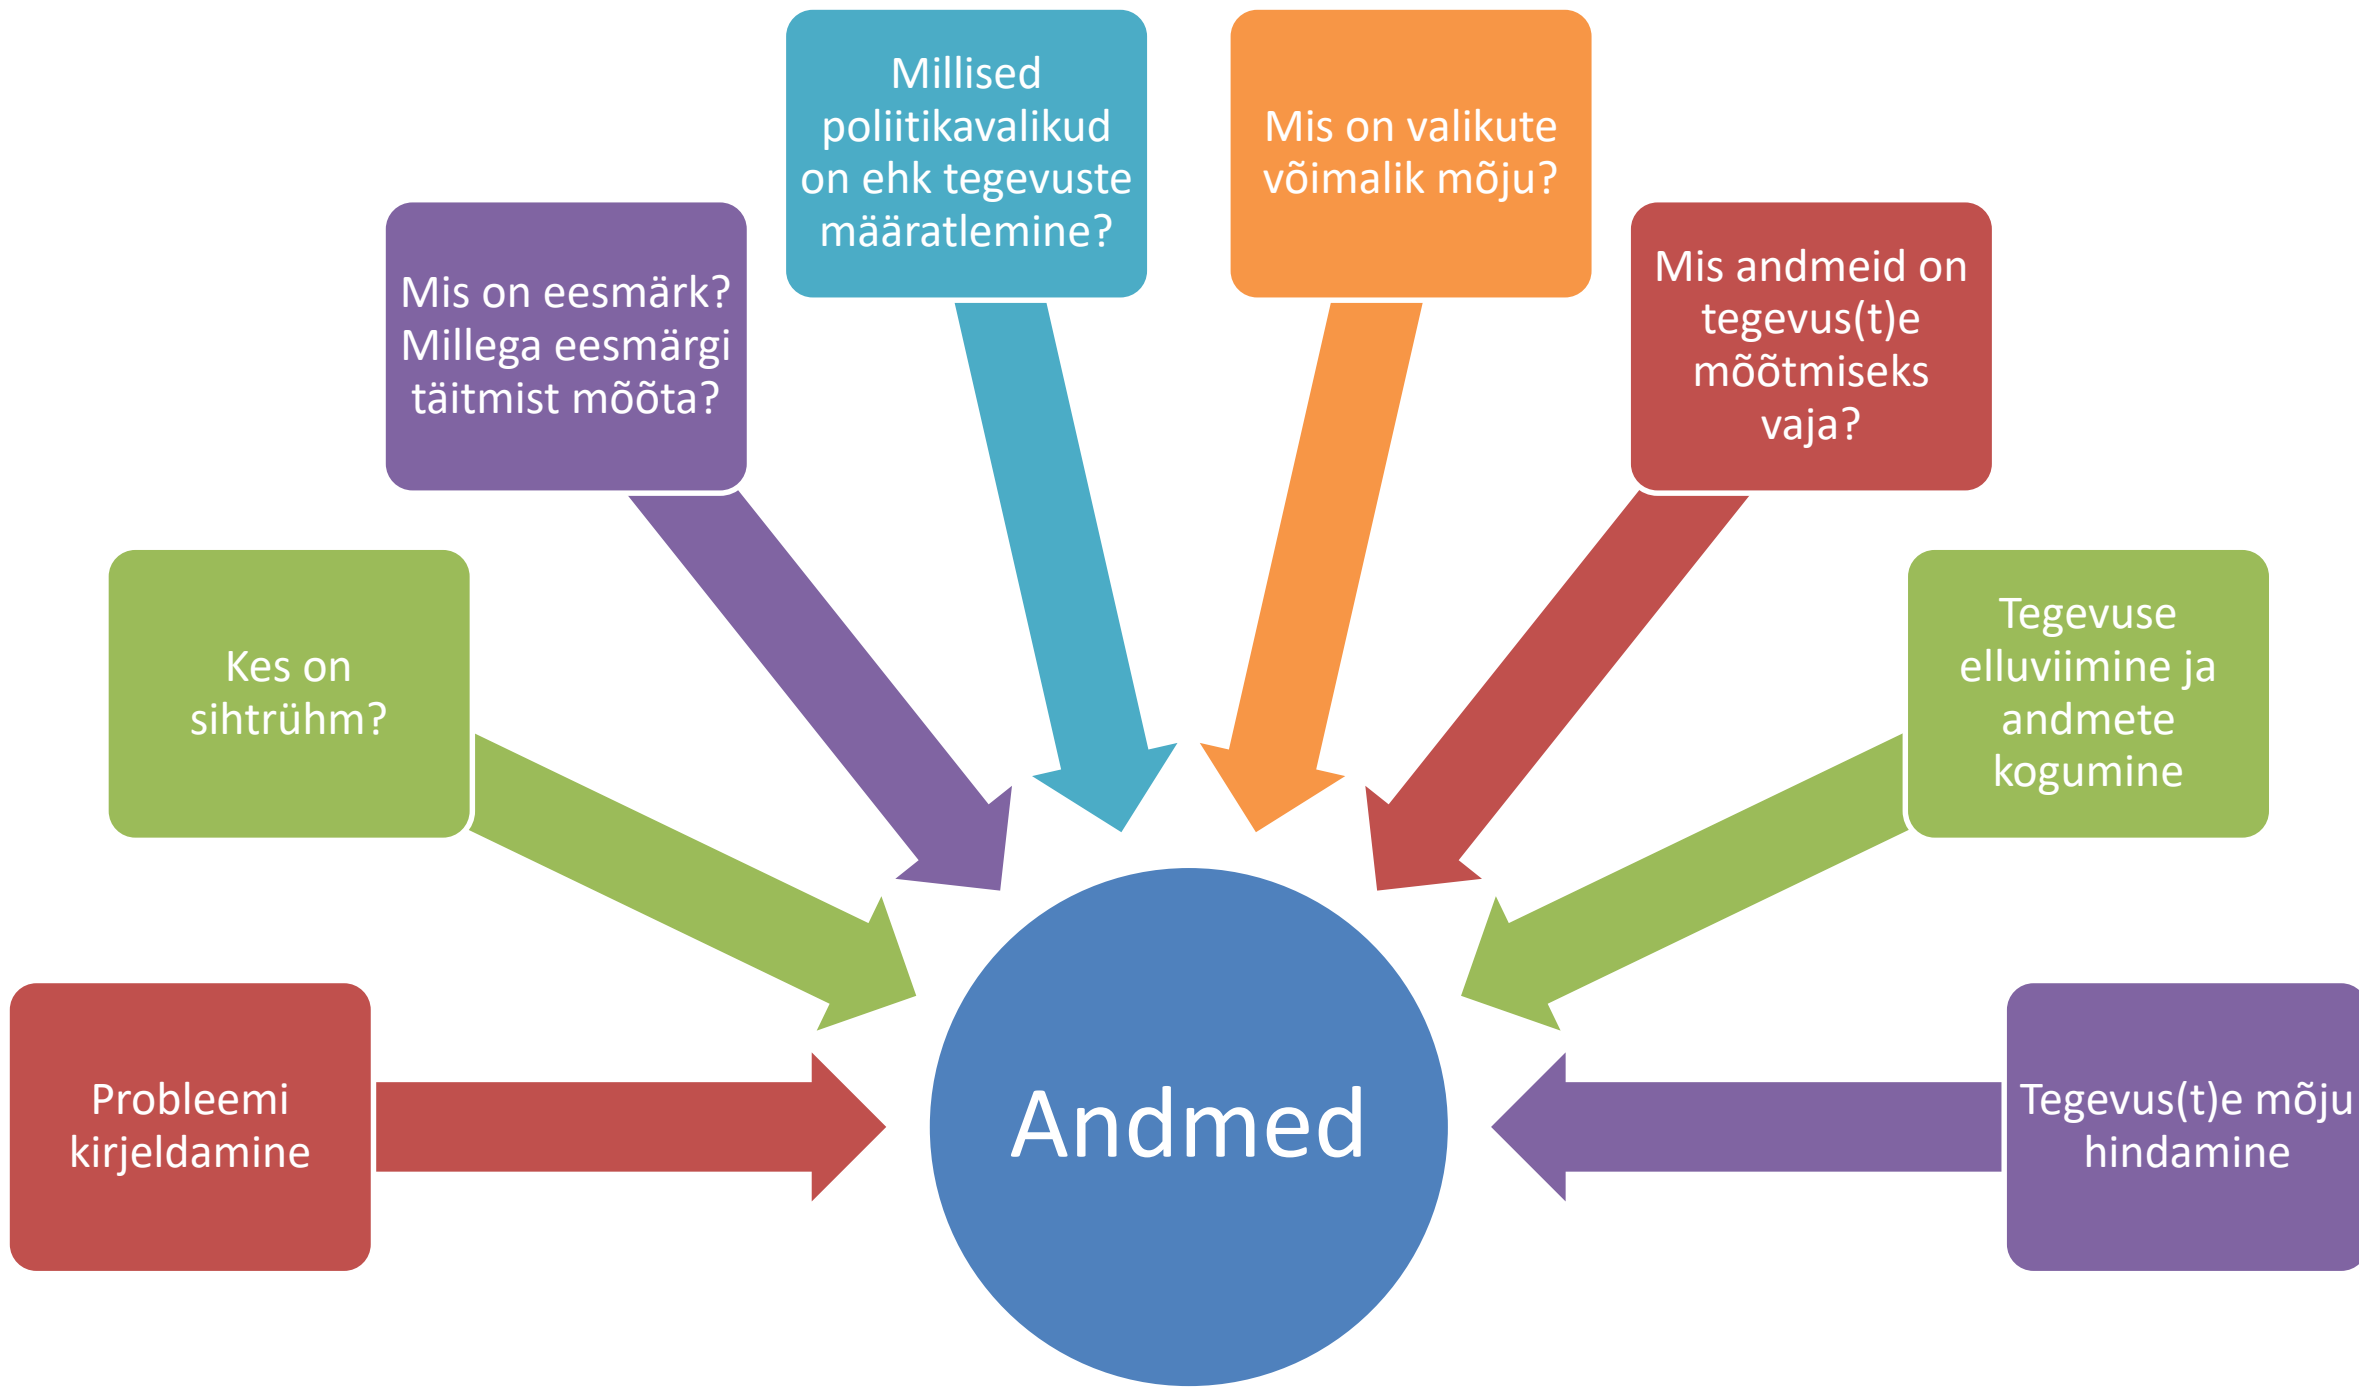 Probleemi
kirjeldamine
Kes on
sihtrühm?
Mis on eesmärk?
Millega eesmärgi
täitmist mõõta?
Millised
poliitikavalikud
on ehk tegevuste
määratlemine?
Mis on valikute
võimalik mõju?
Mis andmeid on
tegevus(t)e
mõõtmiseks
vaja?
Tegevuse
elluviimine ja
andmete
kogumine
Tegevus(t)e mõju
hindamine
Andmed